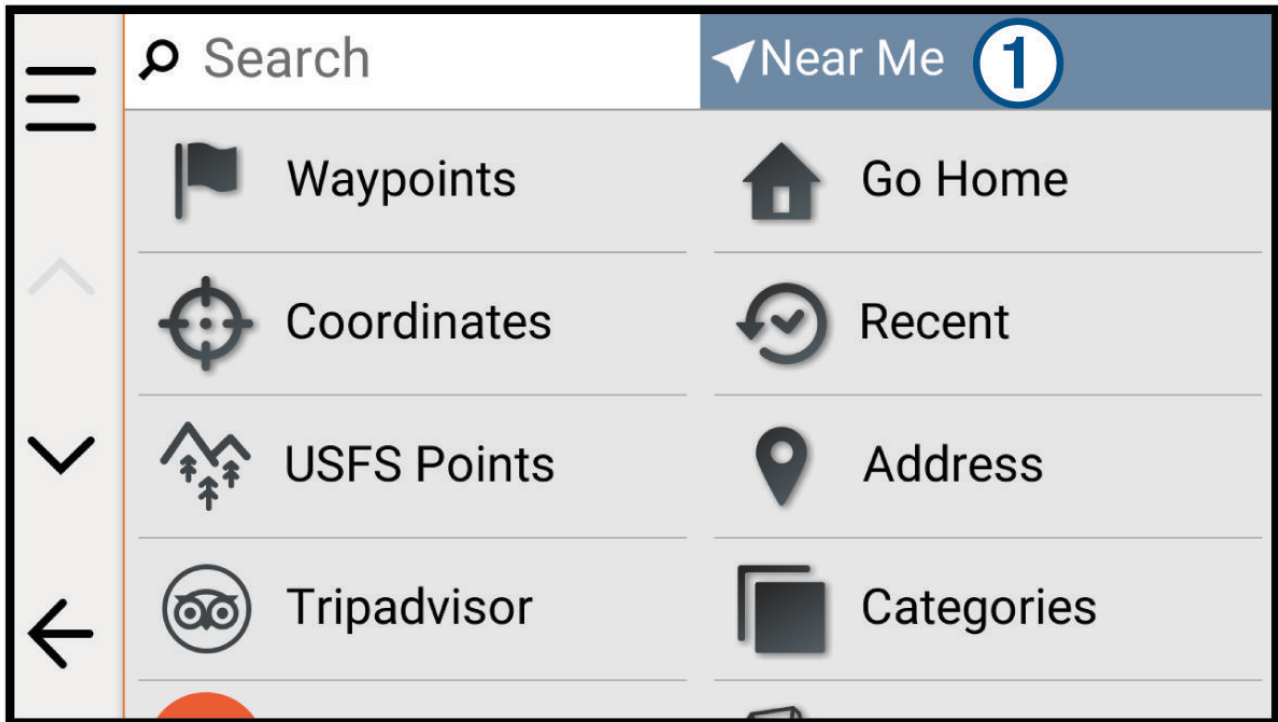 Search
Near Me 1
Waypoints
Go Home
Coordinates
Recent
USFS Points
Address
Tripadvisor
Categories